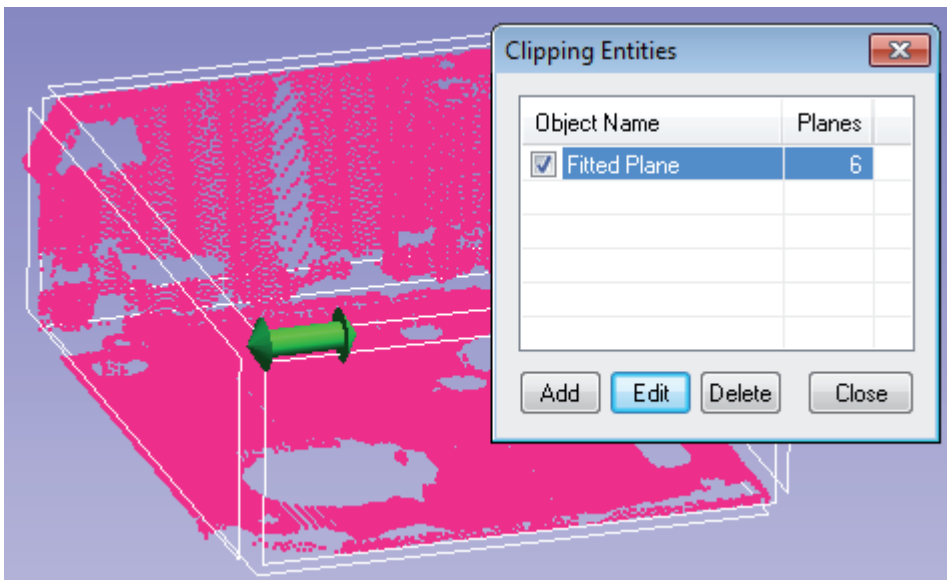 Clipping Entities
Object Name Planes
Fitted Plane 6
Add Edit Delete Close